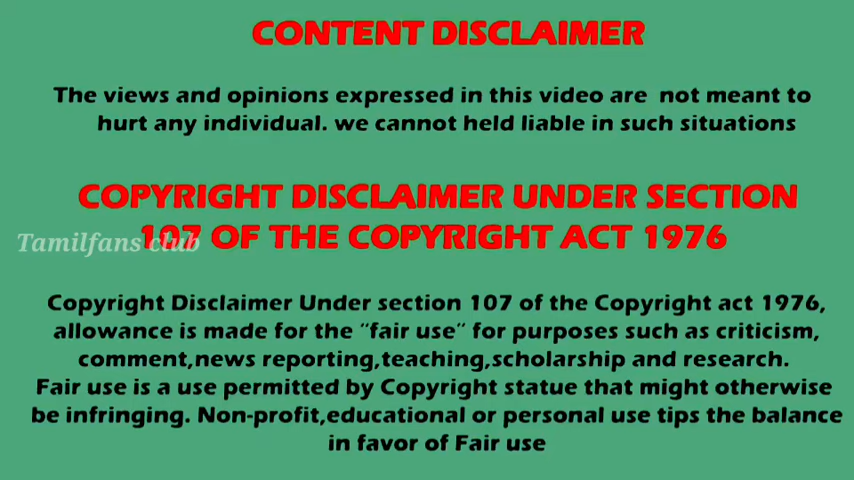 CONTENT DISCLAIMER
The views and opinions expressed in this video are not meant to
hurt any individual. we cannot held liable in such situations
COPYRIGHT DISCLAIMER UNDER SECTION
107 OF THE COPYRIGHT ACT 1976
Tamilfans club
Copyright Disclaimer Under section 107 of the Copyright act 1976,
allowance is made for the "fair use" for purposes such as criticism,
comment,news reporting,teaching,scholarship and research.
Fair use is a use permitted by Copyright statue that might otherwise
be infringing. Non-profit,educational or personal use tips the balance
in favor of Fair use